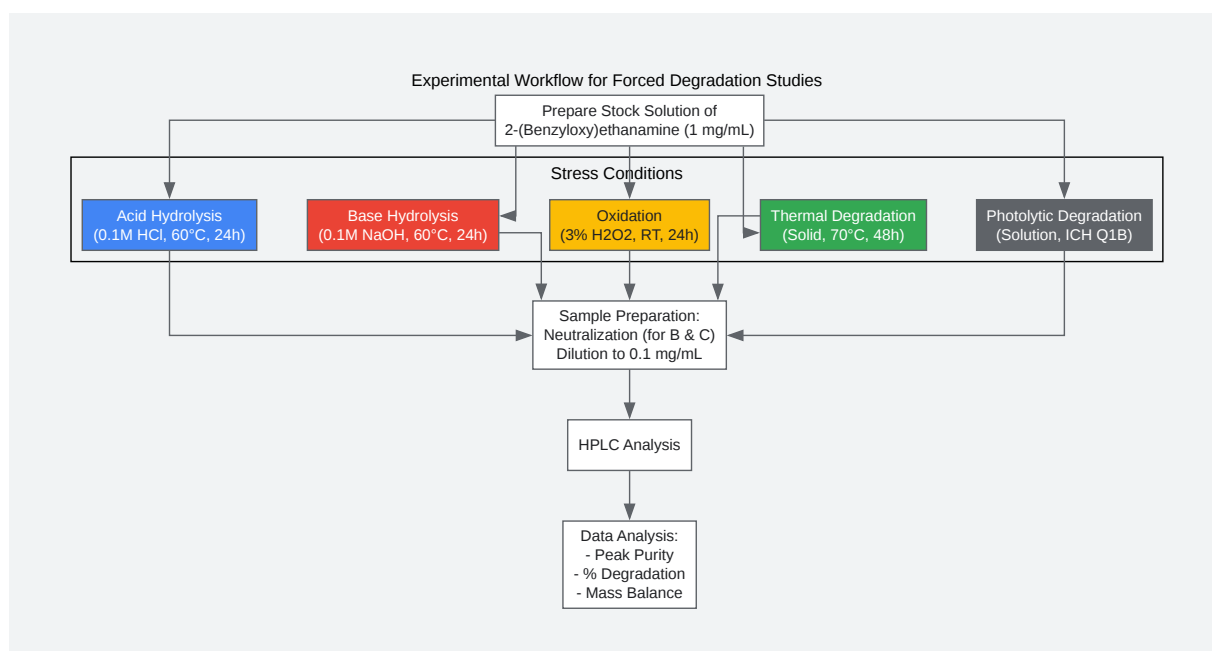 Experimental Workflow for Forced Degradation Studies
Prepare Stock Solution of
2-(Benzyloxy)ethanamine (1 mg/mL)
Stress Conditions
Acid Hydrolysis
(0.1M HCl, 60°C, 24h)
Base Hydrolysis
(0.1M NaOH, 60°C, 24h)
Oxidation
(3% H2O2, RT, 24h)
Thermal Degradation
(Solid, 70°C, 48h)
Photolytic Degradation
(Solution, ICH Q1B)
Sample Preparation:
Neutralization (for B & C)
Dilution to 0.1 mg/mL
HPLC Analysis
Data Analysis:
- Peak Purity
- % Degradation
- Mass Balance